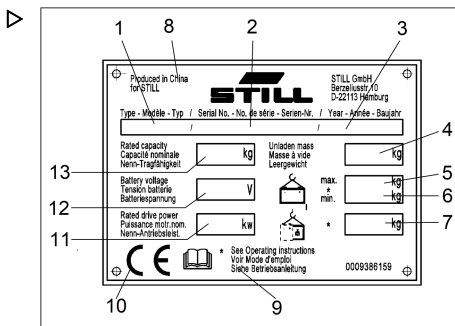 1 8 2 3
Produced in China
for STILL
STILL
STILL GmbH
Berzeliusstr. 10
D-22113 Hamburg
Type - Modèle - Typ / Serial No. - No. de série - Serien-Nr. / Year - Année - Baujahr
/ /
Rated capacity
Capacité nominale
Nenn-Tragfähigkeit
kg
Unladen mass
Masse à vide
Leergewicht
kg
4
13
Battery voltage
Tension batterie
Batteriespannung
V
max.
*
min.
kg
kg
5
6
12
Rated drive power
Puissance motr.nom.
Nenn-Antriebsleist.
kw
*
kg
7
11
CE
* See Operating instructions
Voir Mode d'emploi
Siehe Betriebsanleitung
0009386159
10 9